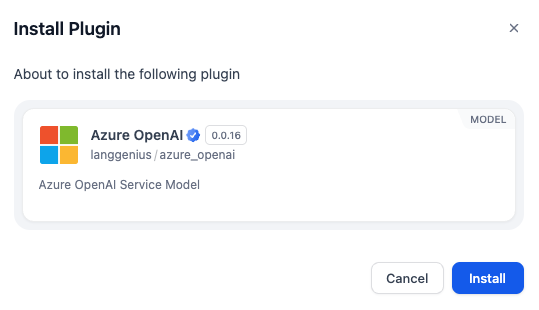 Install Plugin
About to install the following plugin
MODEL
Azure OpenAI 0.0.16
langgenius / azure_openai
Azure OpenAI Service Model
Cancel Install